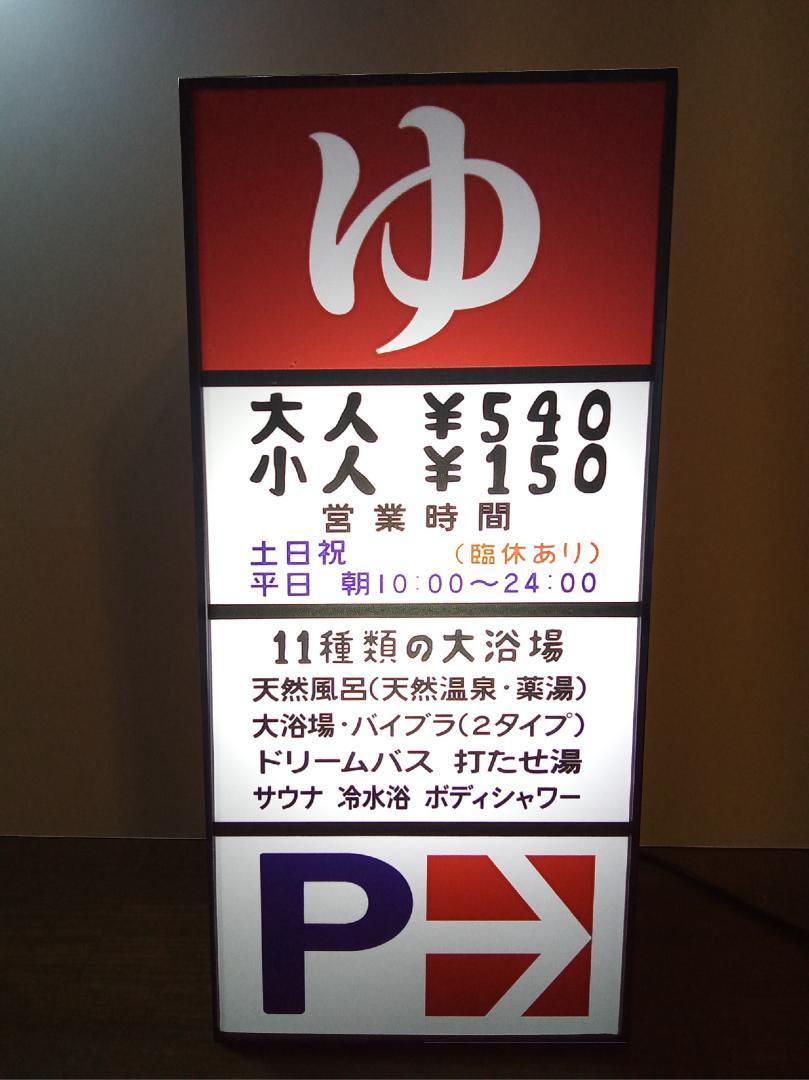 ゆ
大人 ¥540
小人 ¥150
営業時間
土日祝 (臨休あり)
平日 朝10:00〜24:00
11種類の大浴場
天然風呂(天然温泉・薬湯)
大浴場・バイブラ(2タイプ)
ドリームバス 打たせ湯
サウナ 冷水浴 ボディシャワー
P